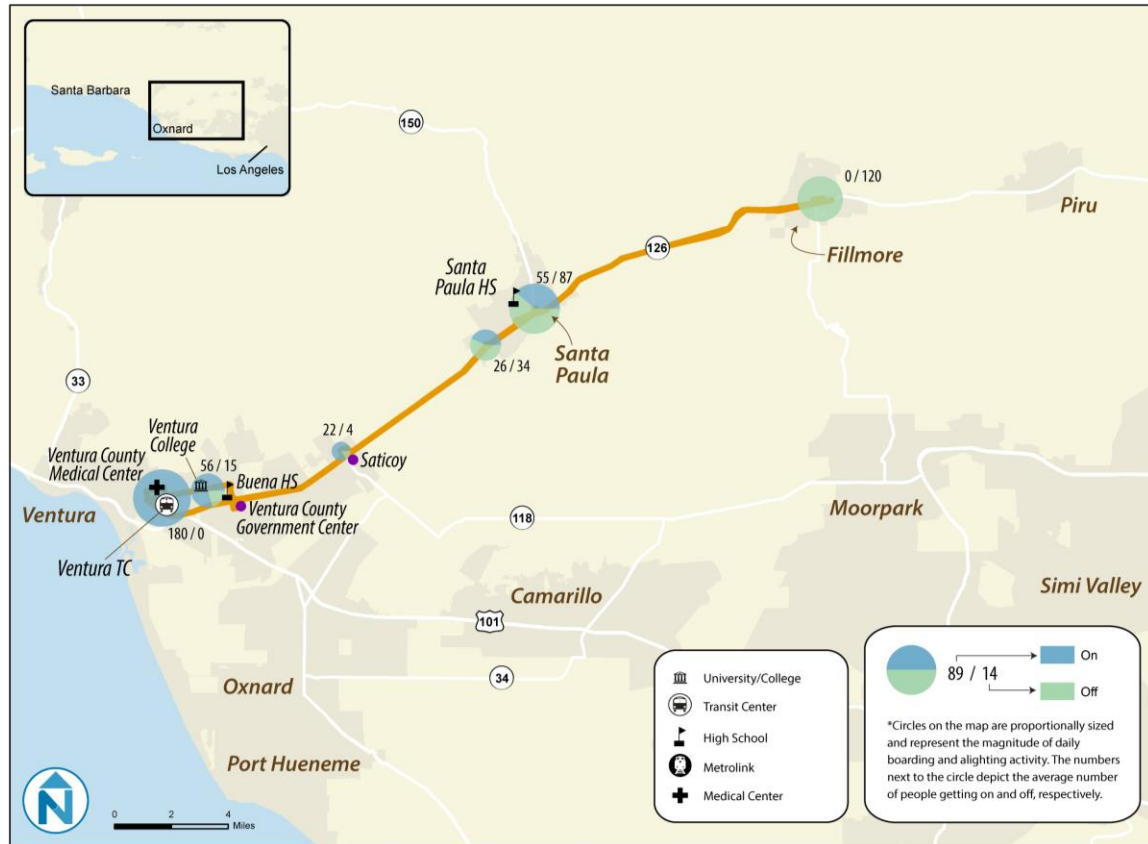 Santa Barbara
Oxnard
Los Angeles
150
0 / 120
Piru
Fillmore
126
Santa
Paula HS
55 / 87
Santa
Paula
26 / 34
33
22 / 4
Saticoy
Ventura
College
Ventura County
Medical Center
56 / 15
Buena HS
Ventura County
Government Center
Ventura
180 / 0
Ventura TC
118
Moorpark
Simi Valley
Camarillo
101
34
Oxnard
Port Hueneme
N
0 2 4
Miles
University/College
Transit Center
High School
Metrolink
Medical Center
89 / 14
On
Off
*Circles on the map are proportionally sized
and represent the magnitude of daily
boarding and alighting activity. The numbers
next to the circle depict the average number
of people getting on and off, respectively.